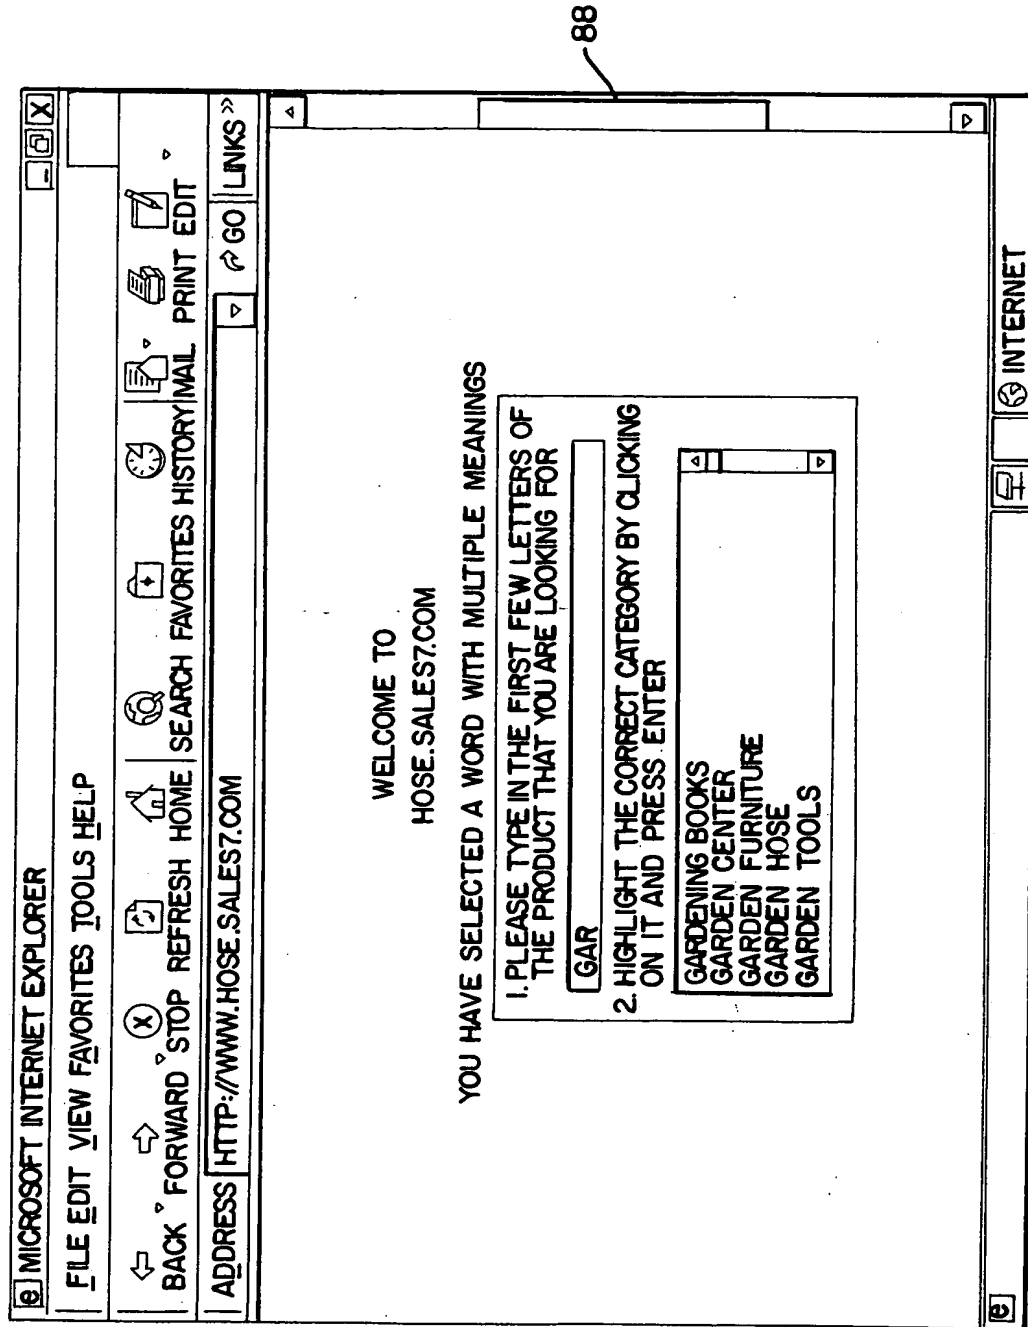 MICROSOFT INTERNET EXPLORER
FILE EDIT VIEW FAVORITES TOOLS HELP
BACK FORWARD STOP REFRESH HOME SEARCH FAVORITES HISTORY MAIL PRINT EDIT
ADDRESS HTTP://WWW.HOSE.SALES7.COM GO LINKS »
WELCOME TO
HOSE.SALES7.COM
YOU HAVE SELECTED A WORD WITH MULTIPLE MEANINGS
1. PLEASE TYPE IN THE FIRST FEW LETTERS OF
THE PRODUCT THAT YOU ARE LOOKING FOR
GAR
2. HIGHLIGHT THE CORRECT CATEGORY BY CLICKING
ON IT AND PRESS ENTER
GARDENING BOOKS
GARDEN CENTER
GARDEN FURNITURE
GARDEN HOSE
GARDEN TOOLS
88
INTERNET